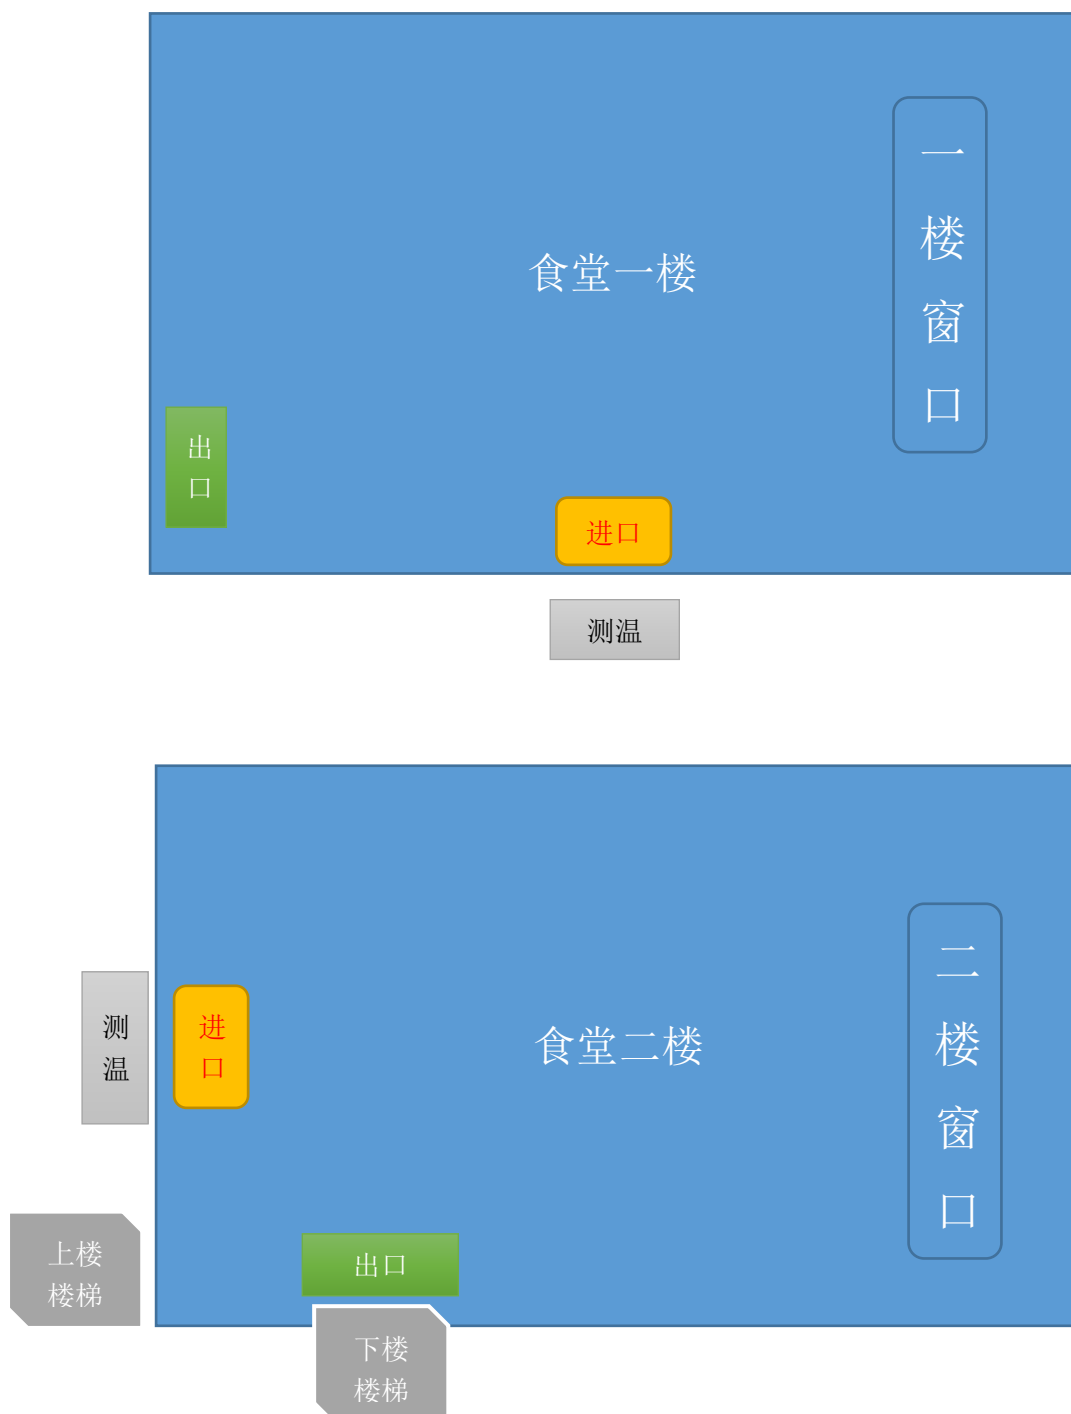 一
楼
窗
口
食堂一楼
出
口
进口
测温
二
楼
窗
口
测
温
进
口
食堂二楼
上楼
楼梯
出口
下楼
楼梯